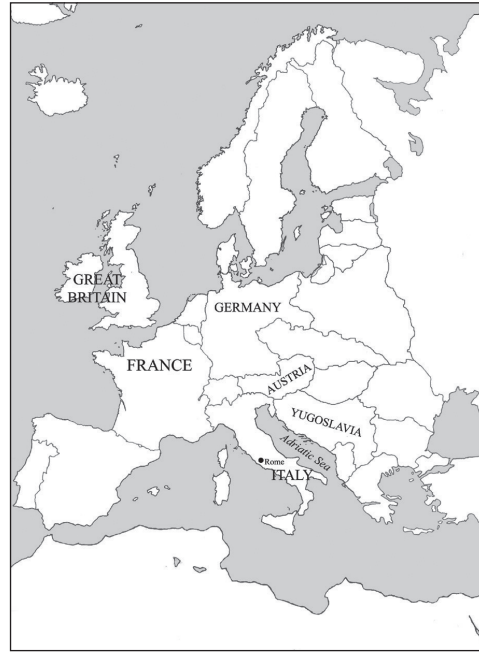 GREAT
BRITAIN
GERMANY
FRANCE
AUSTRIA
YUGOSLAVIA
Adriatic Sea
Rome
ITALY